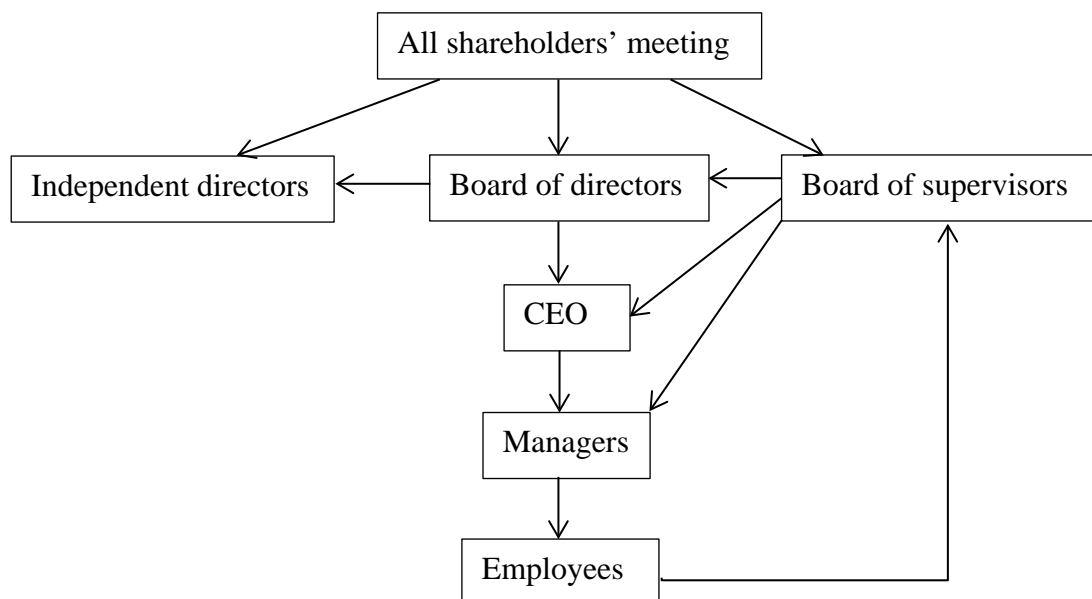 All shareholders’ meeting
Independent directors
Board of directors
Board of supervisors
CEO
Managers
Employees